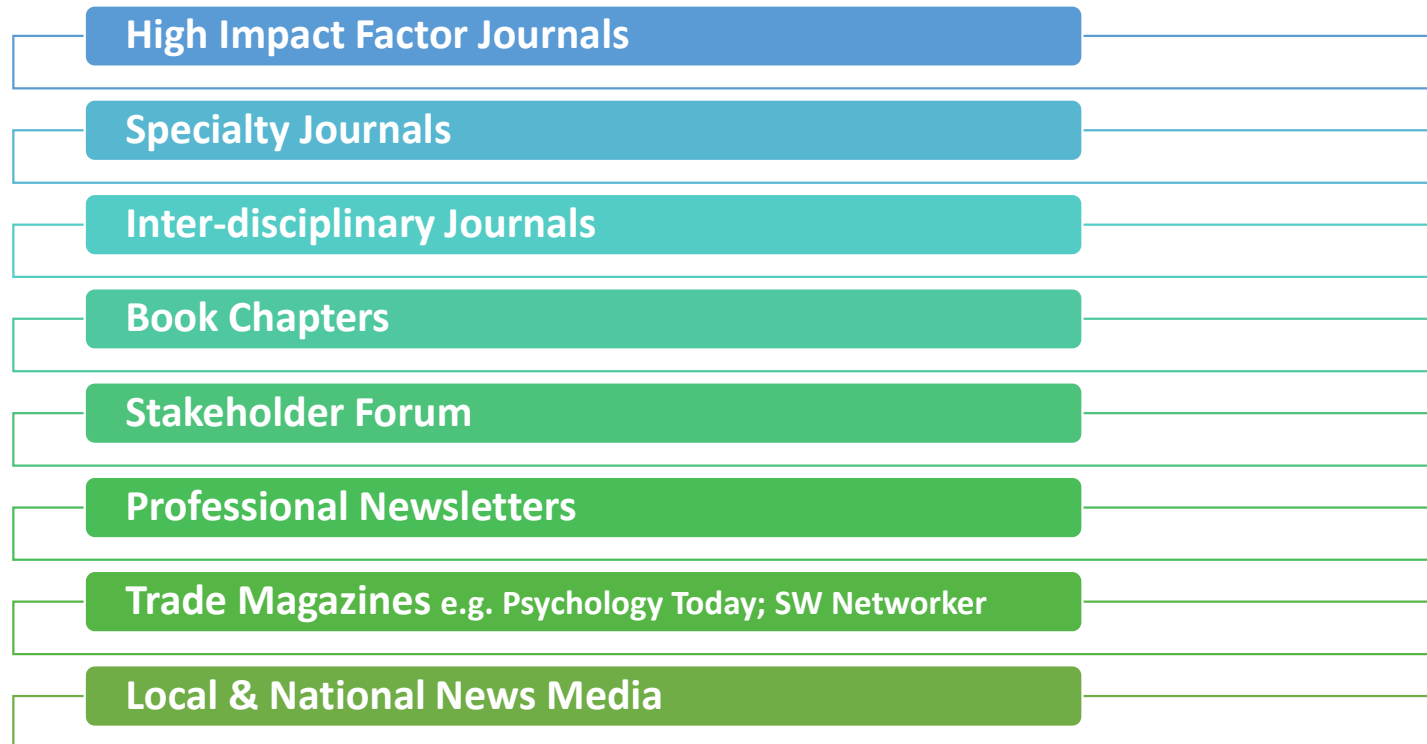 High Impact Factor Journals
Specialty Journals
Inter-disciplinary Journals
Book Chapters
Stakeholder Forum
Professional Newsletters
Trade Magazines e.g. Psychology Today; SW Networker
Local & National News Media